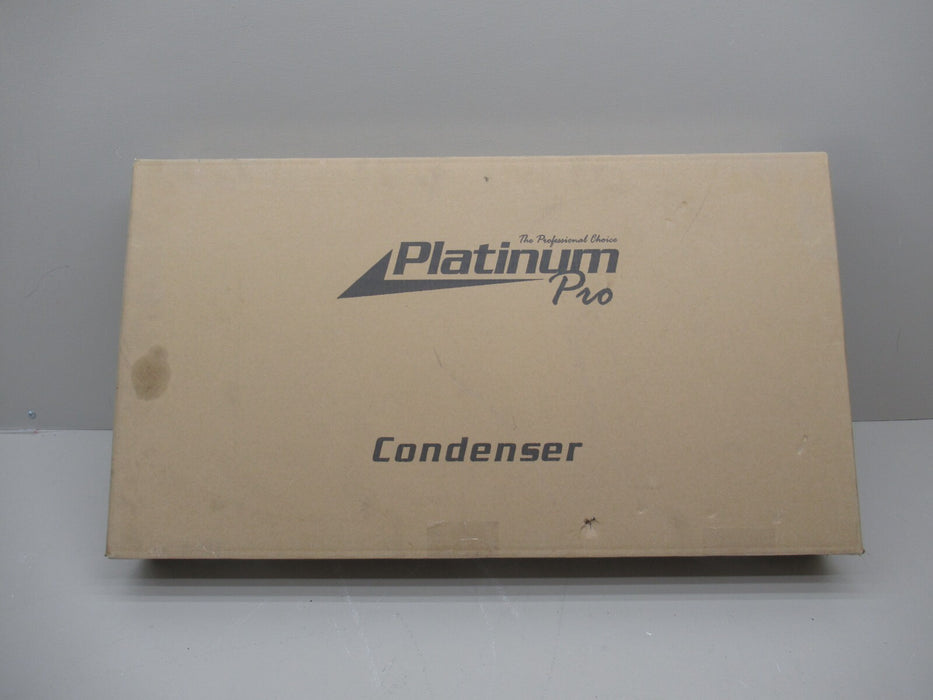 The Professional Choice
Platinum
Pro
Condenser